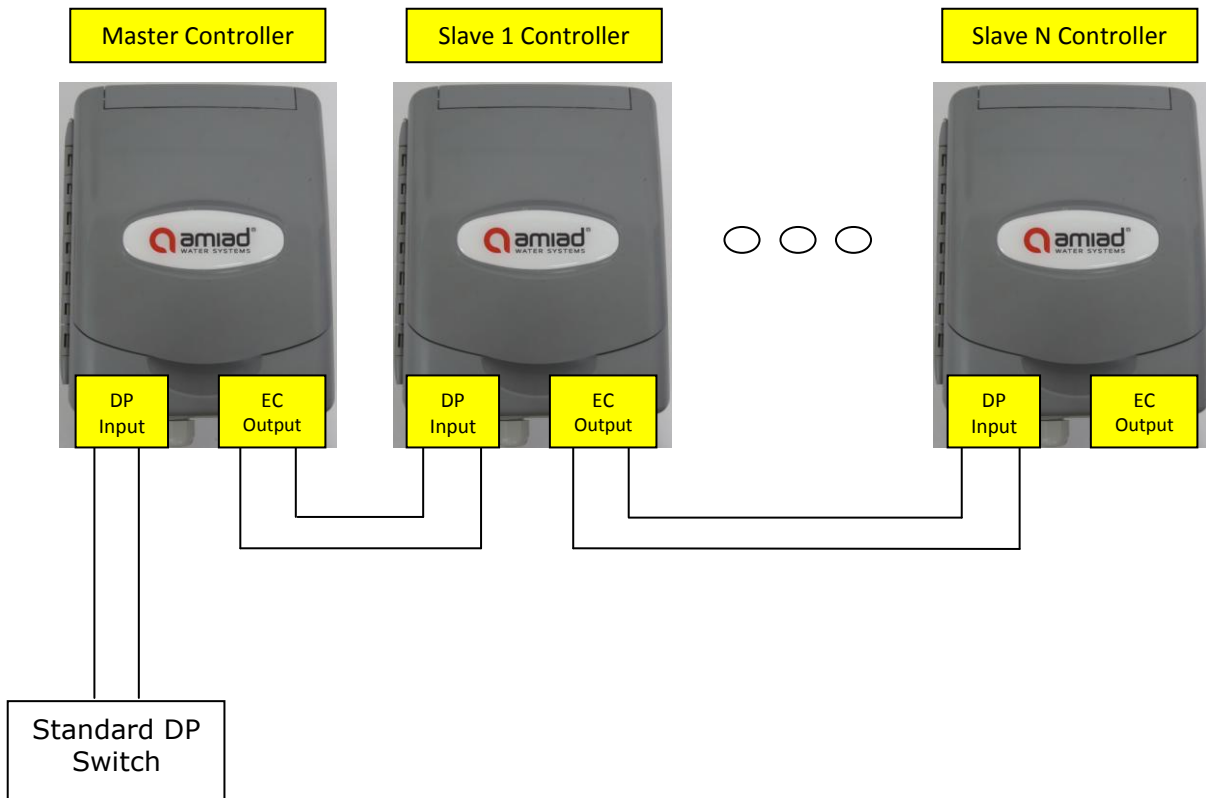 Master Controller
Slave 1 Controller
Slave N Controller
amiad®
WATER SYSTEMS
amiad®
WATER SYSTEMS
amiad®
WATER SYSTEMS
DP
Input
EC
Output
DP
Input
EC
Output
DP
Input
EC
Output
Standard DP
Switch